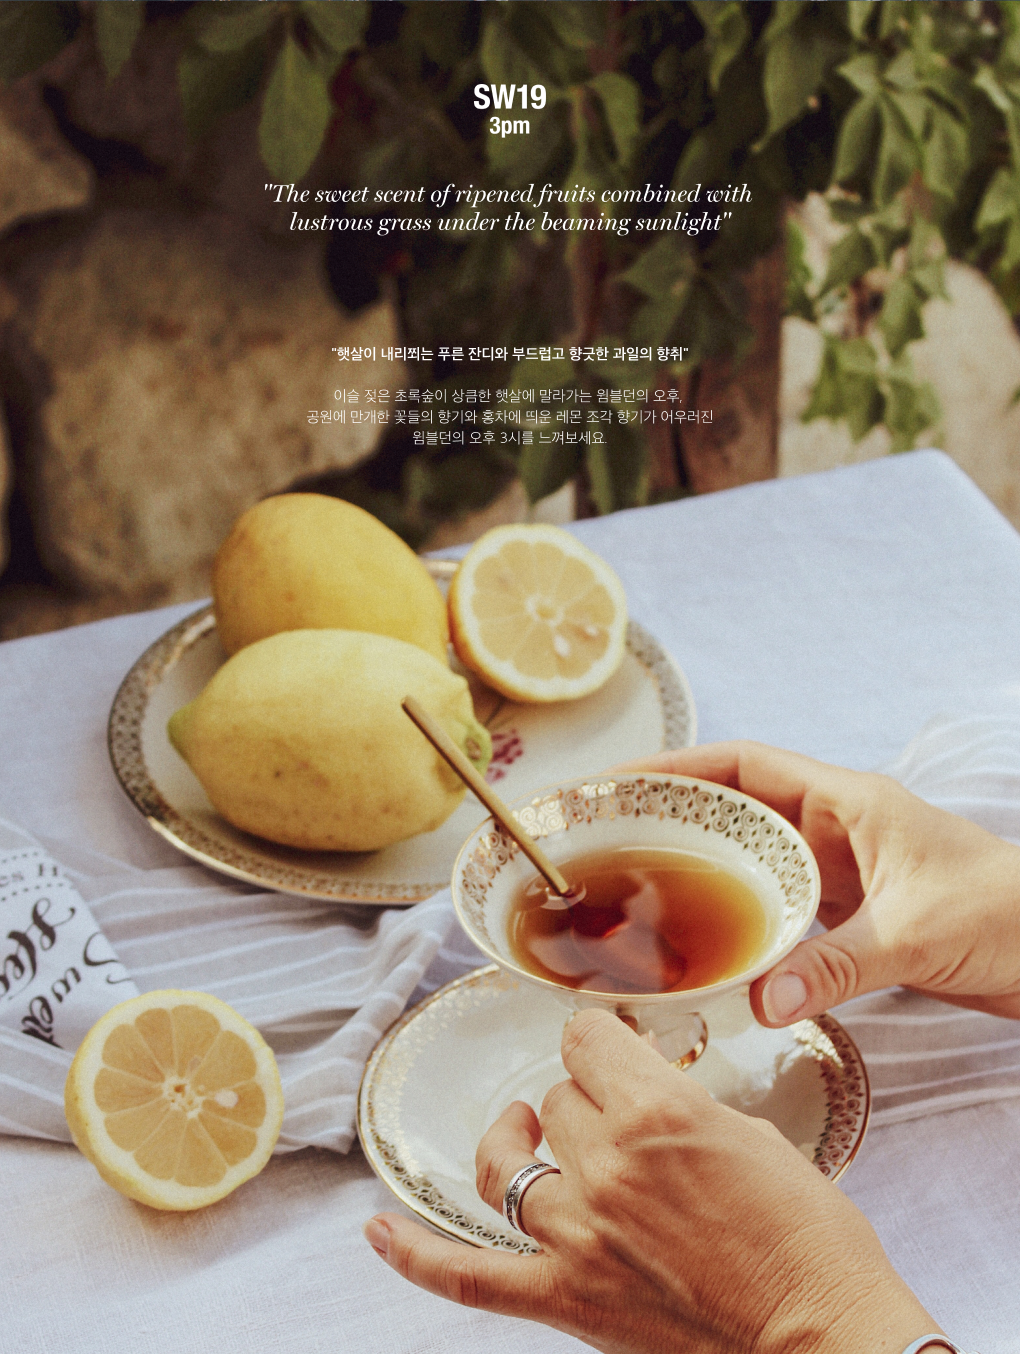 SW19
3pm
"The sweet scent of ripened fruits combined with
lustrous grass under the beaming sunlight"
"햇살이 내리쬐는 푸른 잔디와 부드럽고 향긋한 과일의 향취"
이슬 젖은 초록숲이 상큼한 햇살에 말라가는 윔블던의 오후,
공원에 만개한 꽃들의 향기와 홍차에 띄운 레몬 조각 향기가 어우러진
윔블던의 오후 3시를 느껴보세요.